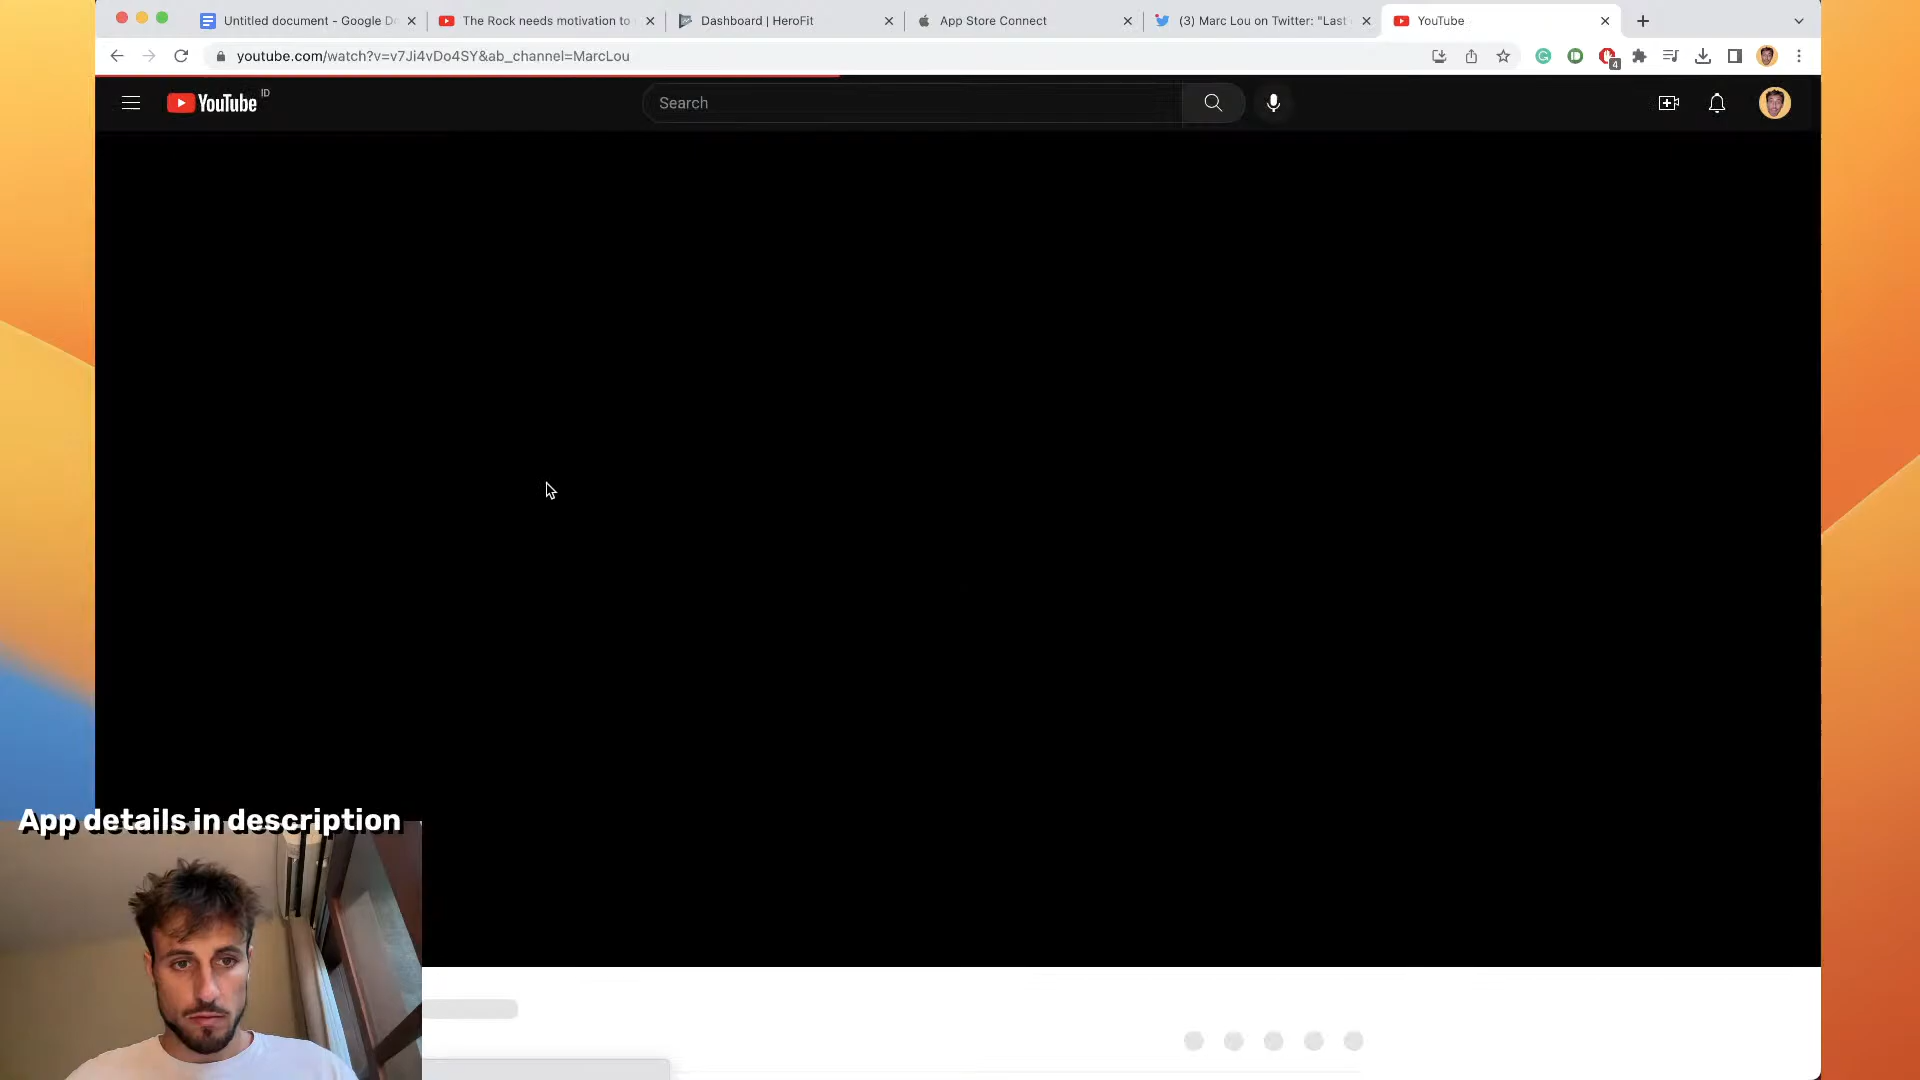 Untitled document - Google D
The Rock needs motivation to
Dashboard | HeroFit
App Store Connect
(3) Marc Lou on Twitter: "Last
YouTube
youtube.com/watch?v=v7Ji4vDo4SY&ab_channel=MarcLou
4
YouTube ID
Search
App details in description